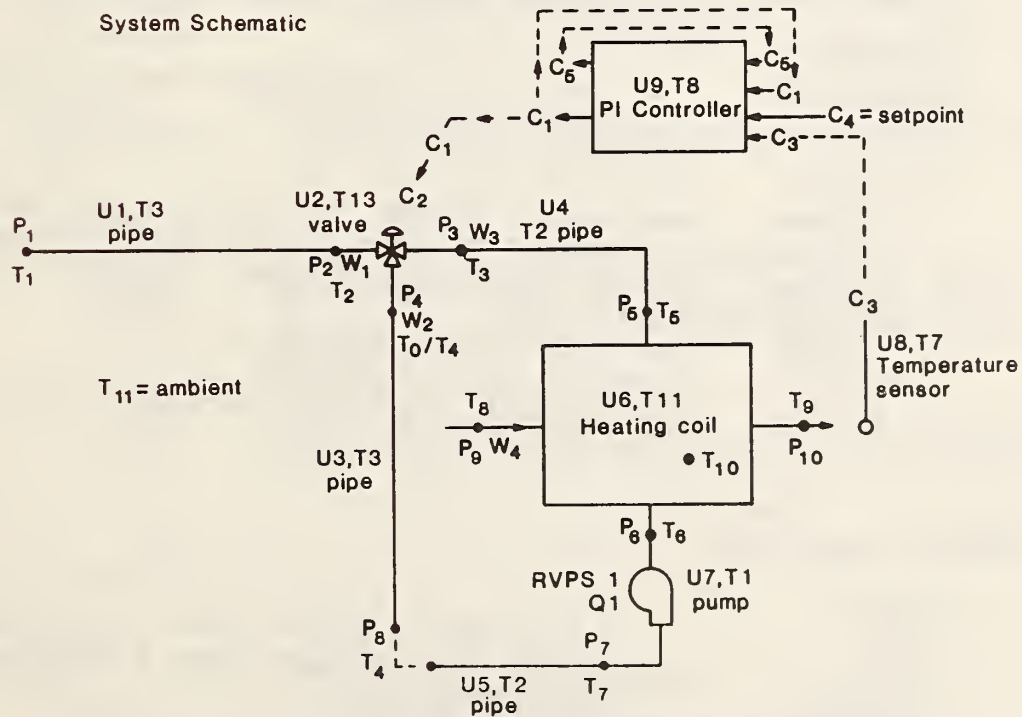 System Schematic
C₅
C₅
U9,T8
PI Controller
C₁
C₁
C₄ = setpoint
C₃
C₁
C₂
U1,T3
pipe
U2,T13
valve
U4
T2 pipe
P₁
T₁
P₂ W₁
T₂
P₃ W₃
T₃
P₄
W₂
T₀/T₄
P₅ T₅
C₃
U8,T7
Temperature
sensor
T₁₁ = ambient
T₈
P₉ W₄
U6,T11
Heating coil
T₁₀
T₉
P₁₀
U3,T3
pipe
P₆ T₆
RVPS 1
Q1
U7,T1
pump
P₈
T₄
P₇
T₇
U5,T2
pipe